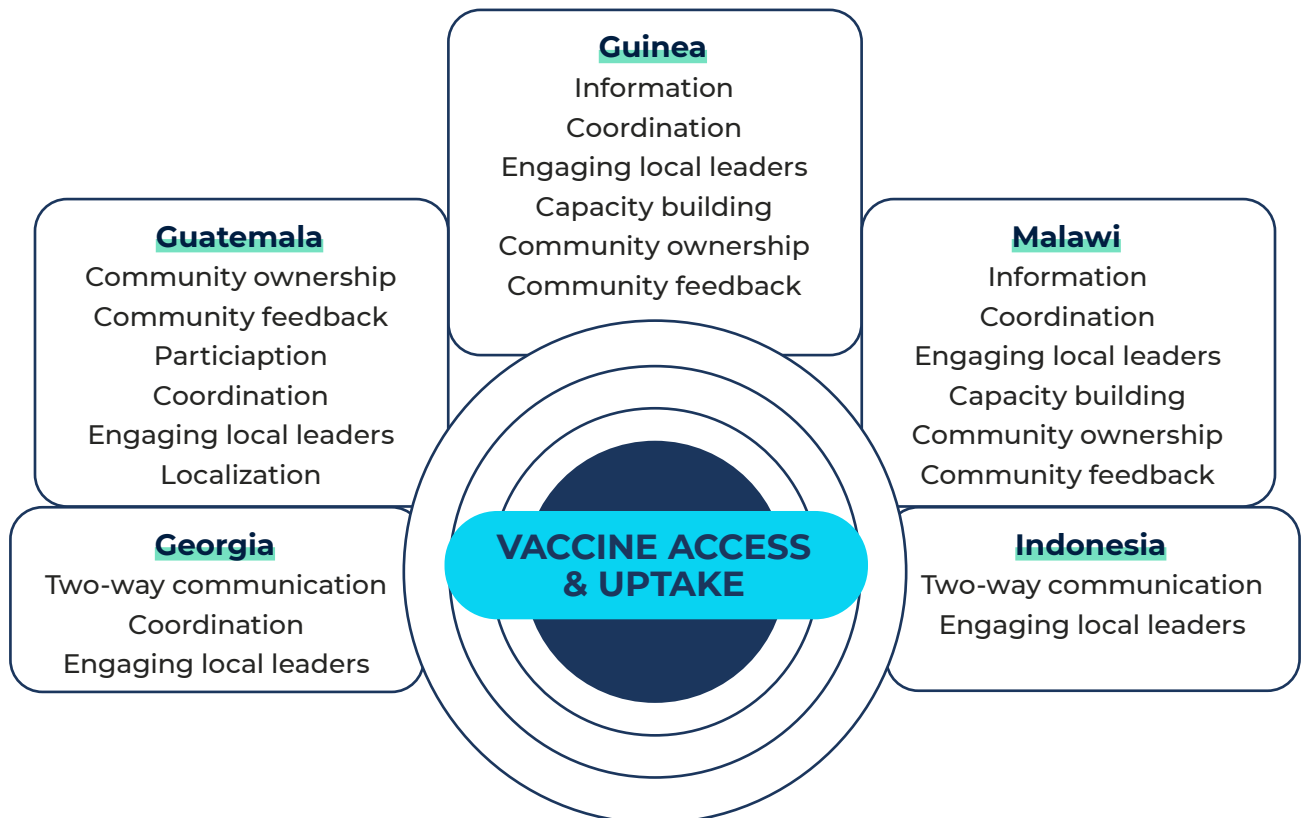 Guinea
Information
Coordination
Engaging local leaders
Capacity building
Community ownership
Community feedback
Guatemala
Community ownership
Community feedback
Particiaption
Coordination
Engaging local leaders
Localization
Malawi
Information
Coordination
Engaging local leaders
Capacity building
Community ownership
Community feedback
Georgia
Two-way communication
Coordination
Engaging local leaders
VACCINE ACCESS
& UPTAKE
Indonesia
Two-way communication
Engaging local leaders